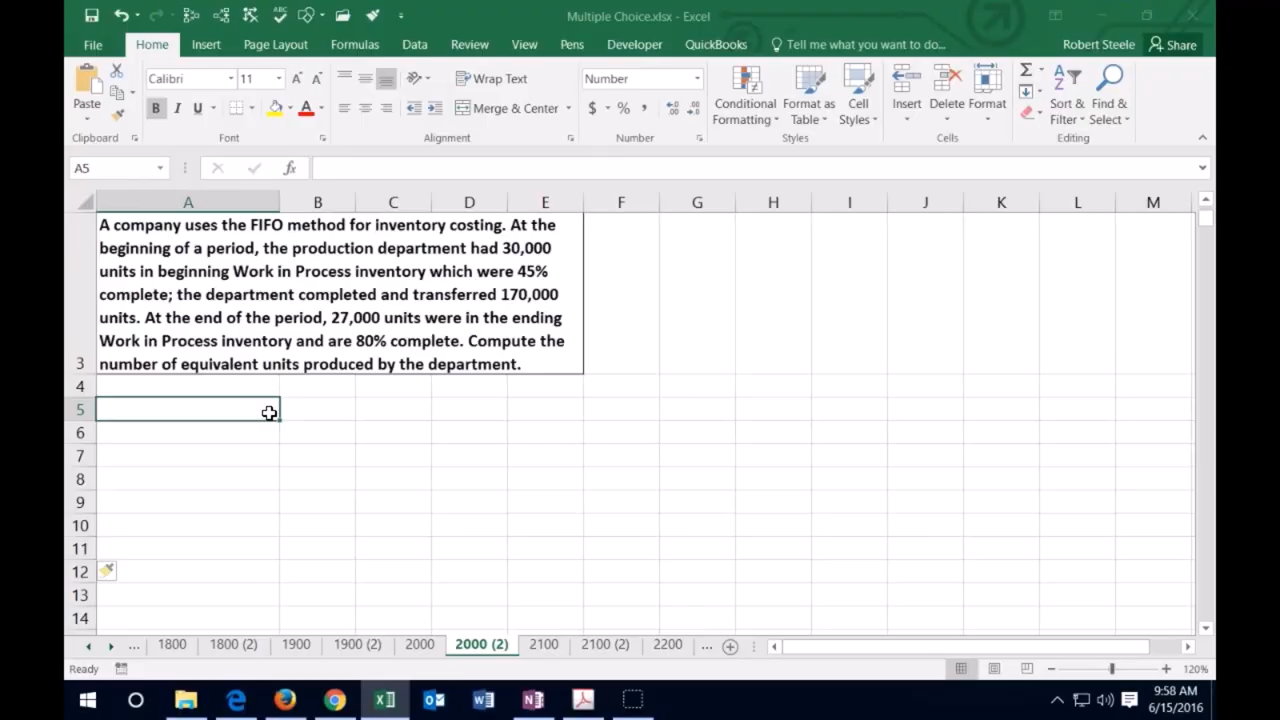 Multiple Choice.xlsx - Excel
File Home Insert Page Layout Formulas Data Review View Pens Developer QuickBooks Tell me what you want to do... Robert Steele Share
Calibri 11 Wrap Text Number
Paste B I U Merge & Center $ % , Conditional Formatting Format as Table Cell Styles Insert Delete Format Sort & Filter Find & Select
Clipboard Font Alignment Number Styles Cells Editing
A5 fx
A B C D E F G H I J K L M
A company uses the FIFO method for inventory costing. At the
beginning of a period, the production department had 30,000
units in beginning Work in Process inventory which were 45%
complete; the department completed and transferred 170,000
units. At the end of the period, 27,000 units were in the ending
Work in Process inventory and are 80% complete. Compute the
3 number of equivalent units produced by the department.
4
5
6
7
8
9
10
11
12
13
14
... 1800 1800 (2) 1900 1900 (2) 2000 2000 (2) 2100 2100 (2) 2200 ...
Ready 120%
9:58 AM
6/15/2016